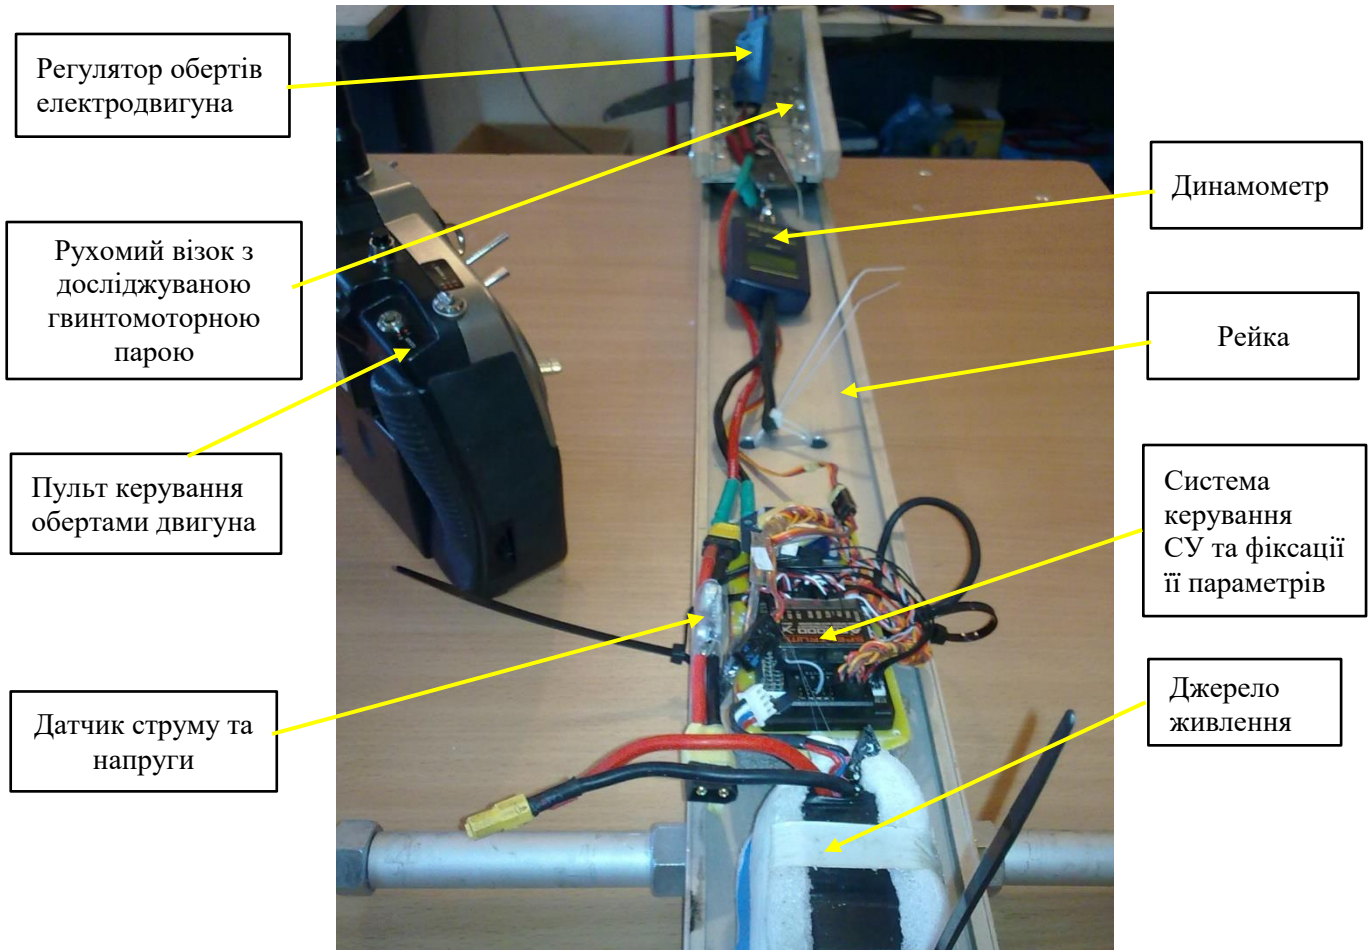 Регулятор обертів
електродвигуна
Рухомий візок з
досліджуваною
гвинтомоторною
парою
Пульт керування
обертами двигуна
Датчик струму та
напруги
Динамометр
Рейка
Система
керування
СУ та фіксації
її параметрів
Джерело
живлення